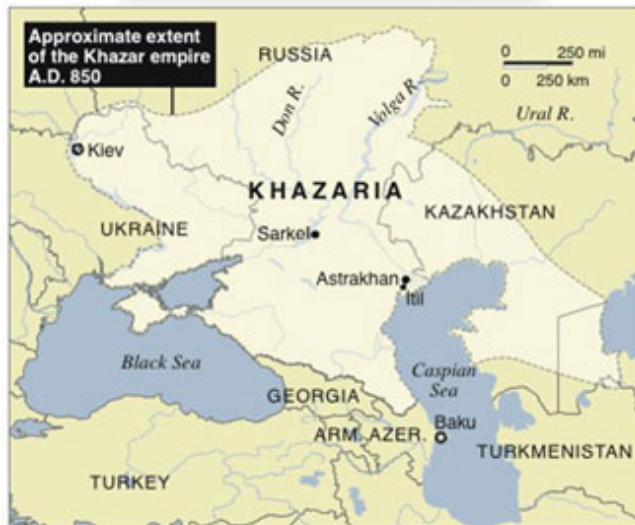 Approximate extent
of the Khazar empire
A.D. 850
RUSSIA
0 250 mi
0 250 km
Don R.
Volga R.
Ural R.
Kiev
KHAZARIA
KAZAKHSTAN
UKRAINE
Sarkel
Astrakhan
Itil
Black Sea
Caspian
Sea
GEORGIA
ARM.
AZER.
Baku
TURKMENISTAN
TURKEY